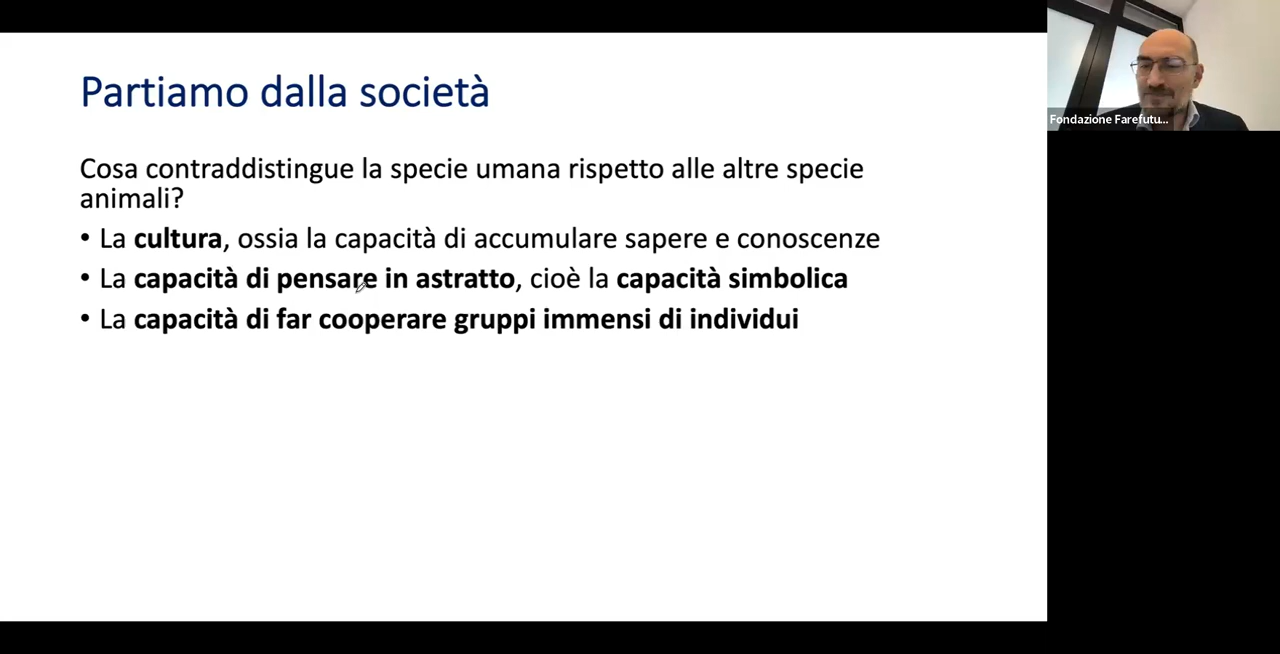 Partiamo dalla società
Cosa contraddistingue la specie umana rispetto alle altre specie
animali?
• La cultura, ossia la capacità di accumulare sapere e conoscenze
• La capacità di pensare in astratto, cioè la capacità simbolica
• La capacità di far cooperare gruppi immensi di individui
Fondazione Farefutu...